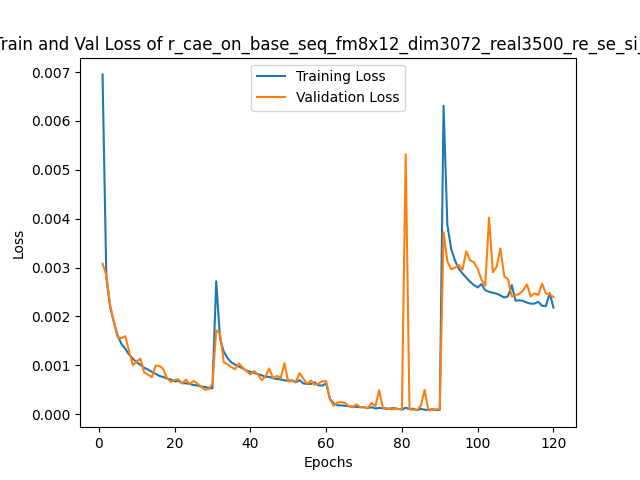 Train and Val Loss of r_cae_on_base_seq_fm8x12_dim3072_real3500_re_se_si_
Training Loss
Validation Loss
0.007
0.006
0.005
0.004
0.003
0.002
0.001
0.000
Loss
0 20 40 60 80 100 120
Epochs